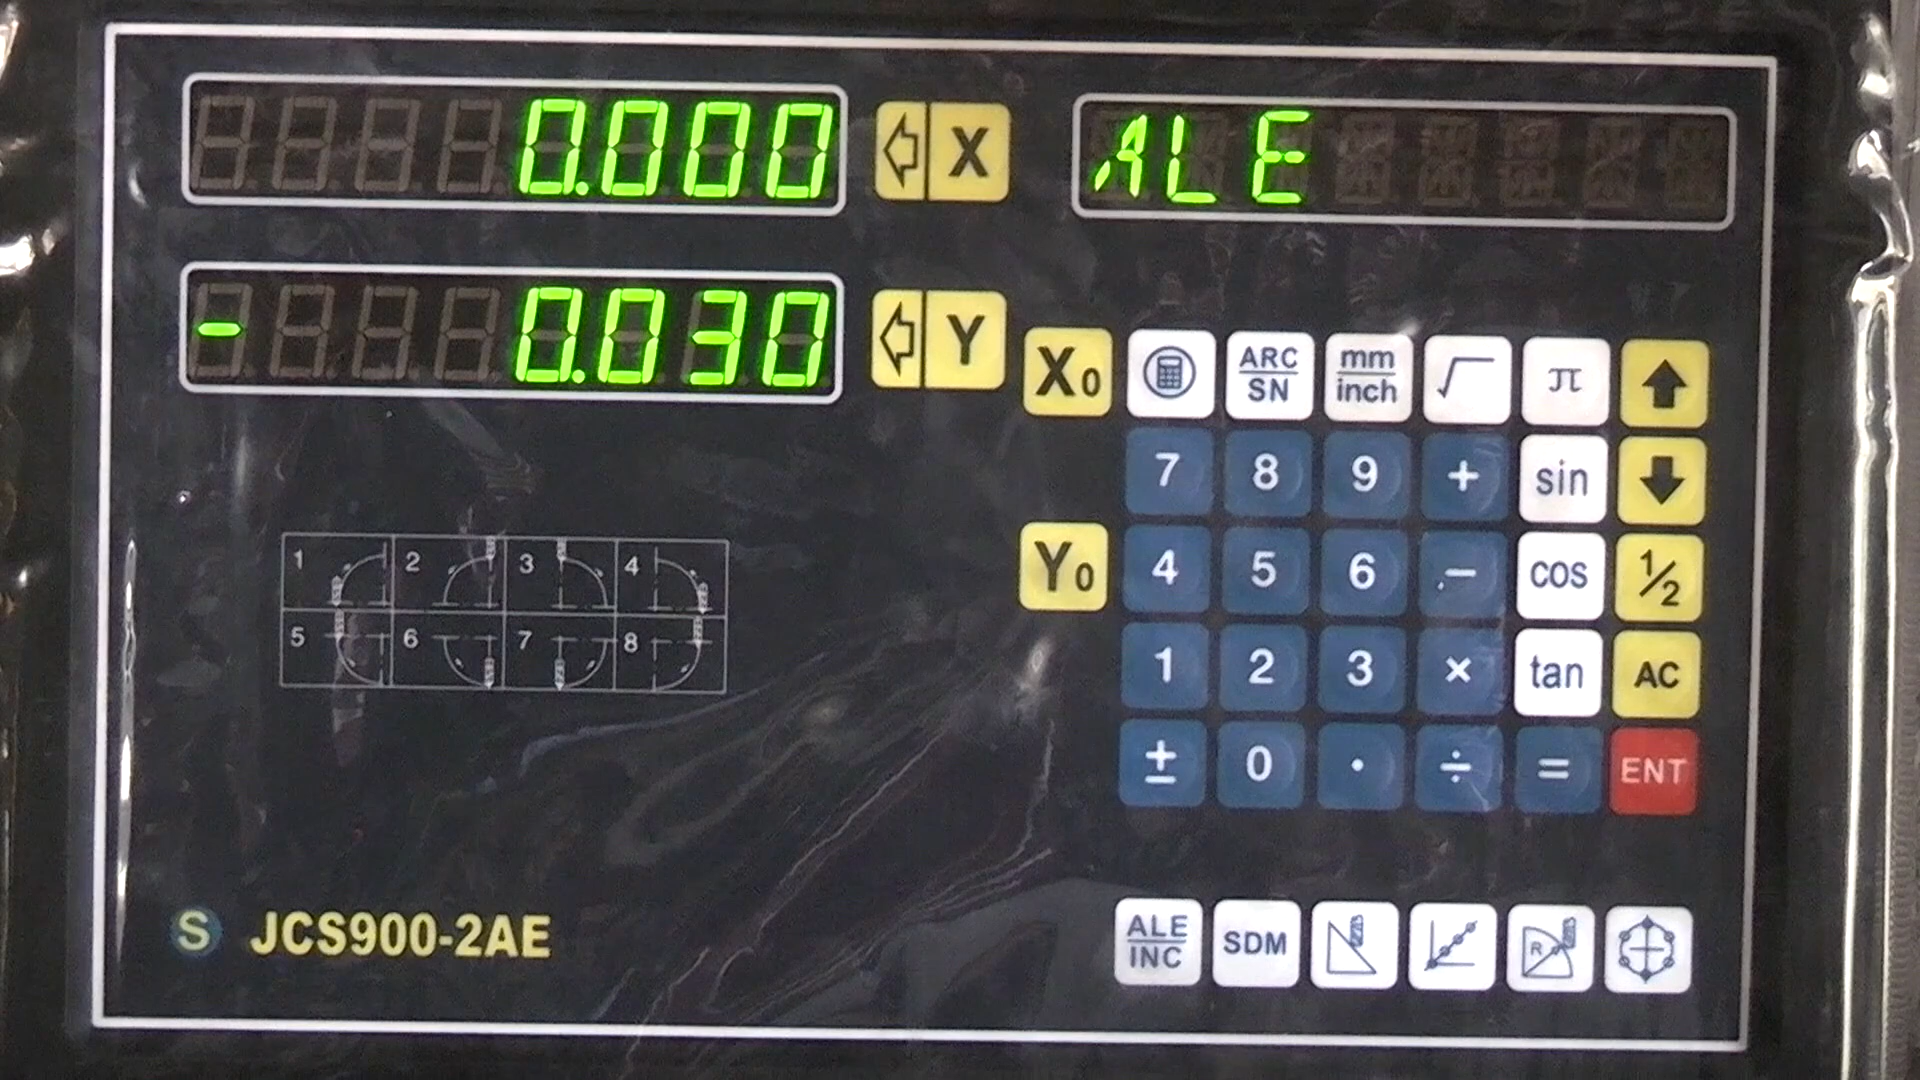 0.000
X
ALE
- 0.030
Y
X0
ARC
SN
mm
inch
√
π
7 8 9 + sin
Y0
4 5 6 - cos 1/2
1 2 3 × tan AC
± 0 · ÷ = ENT
1 2 3 4
5 6 7 8
S JCS900-2AE
ALE
INC
SDM
R